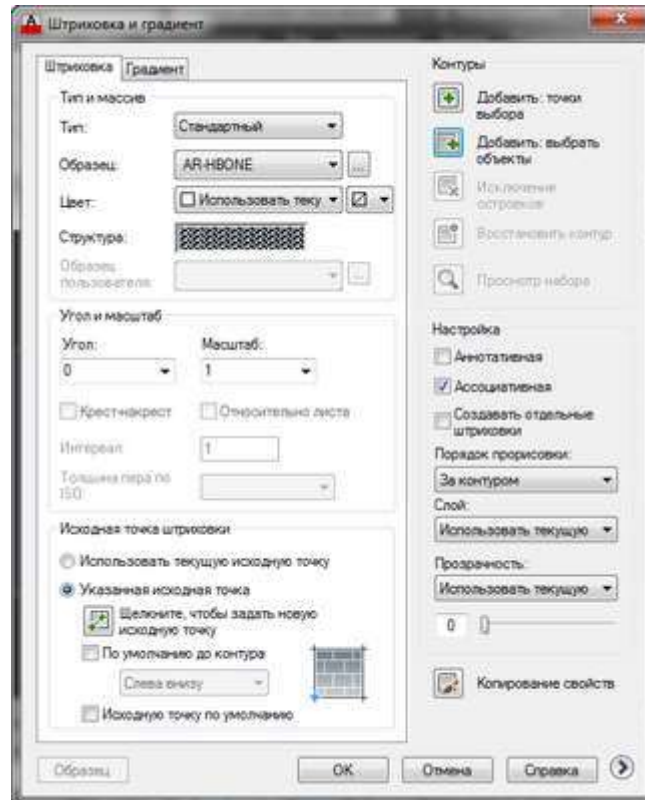 Штриховка и градиент
Штриховка Градиент
Тип и массив
Тип: Стандартный
Образец: AR-HBONE ...
Цвет: Использовать теку
Структура:
Образец пользователя: ...
Угол и масштаб
Угол: Масштаб:
0 1
Крест-накрест Относительно листа
Интервал: 1
Толщина пера по ISO:
Исходная точка штриховки
Использовать текущую исходную точку
Указанная исходная точка
Щелкните, чтобы задать новую
исходную точку
По умолчанию до контура
Слева внизу
Исходную точку по умолчанию
Контуры
Добавить: точки
выбора
Добавить: выбрать
объекты
Исключение
островков
Восстановить контур
Просмотр набора
Настройка
Аннотативная
Ассоциативная
Создавать отдельные
штриховки
Порядок прорисовки:
За контуром
Слой:
Использовать текущую
Прозрачность:
Использовать текущую
0
Копирование свойств
Образец OK Отмена Справка